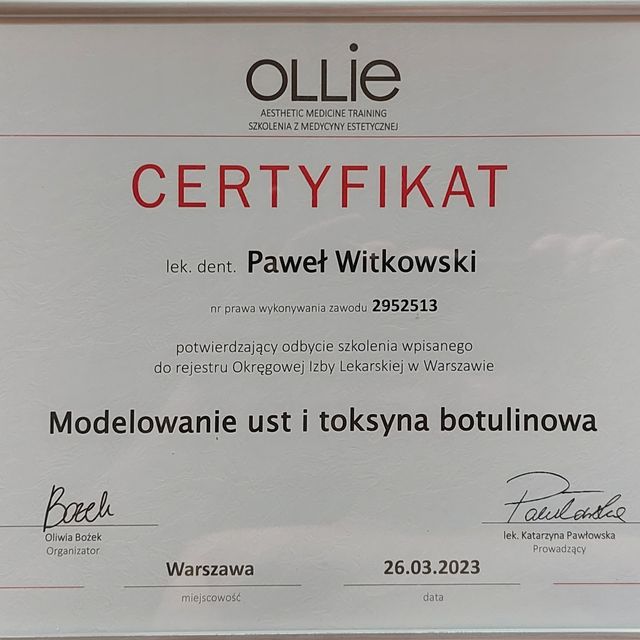 OLLie
AESTHETIC MEDICINE TRAINING
SZKOLENIA Z MEDYCYNY ESTETYCZNEJ
CERTYFIKAT
lek. dent. Paweł Witkowski
nr prawa wykonywania zawodu 2952513
potwierdzający odbycie szkolenia wpisanego
do rejestru Okręgowej Izby Lekarskiej w Warszawie
Modelowanie ust i toksyna botulinowa
Bożek
Pawłowska
Oliwia Bożek
Organizator
lek. Katarzyna Pawłowska
Prowadzący
Warszawa
26.03.2023
miejscowość
data